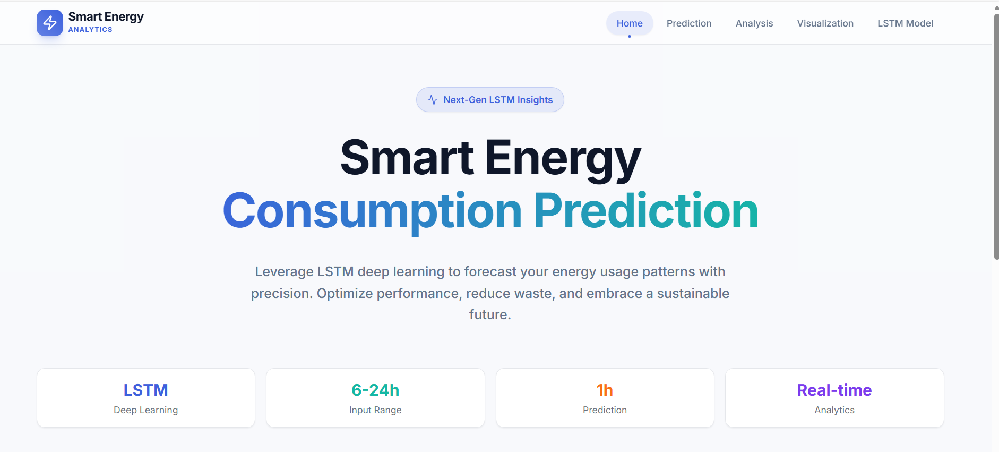 Smart Energy
ANALYTICS
Home
Prediction
Analysis
Visualization
LSTM Model
Next-Gen LSTM Insights
Smart Energy
Consumption Prediction
Leverage LSTM deep learning to forecast your energy usage patterns with
precision. Optimize performance, reduce waste, and embrace a sustainable
future.
LSTM
Deep Learning
6-24h
Input Range
1h
Prediction
Real-time
Analytics